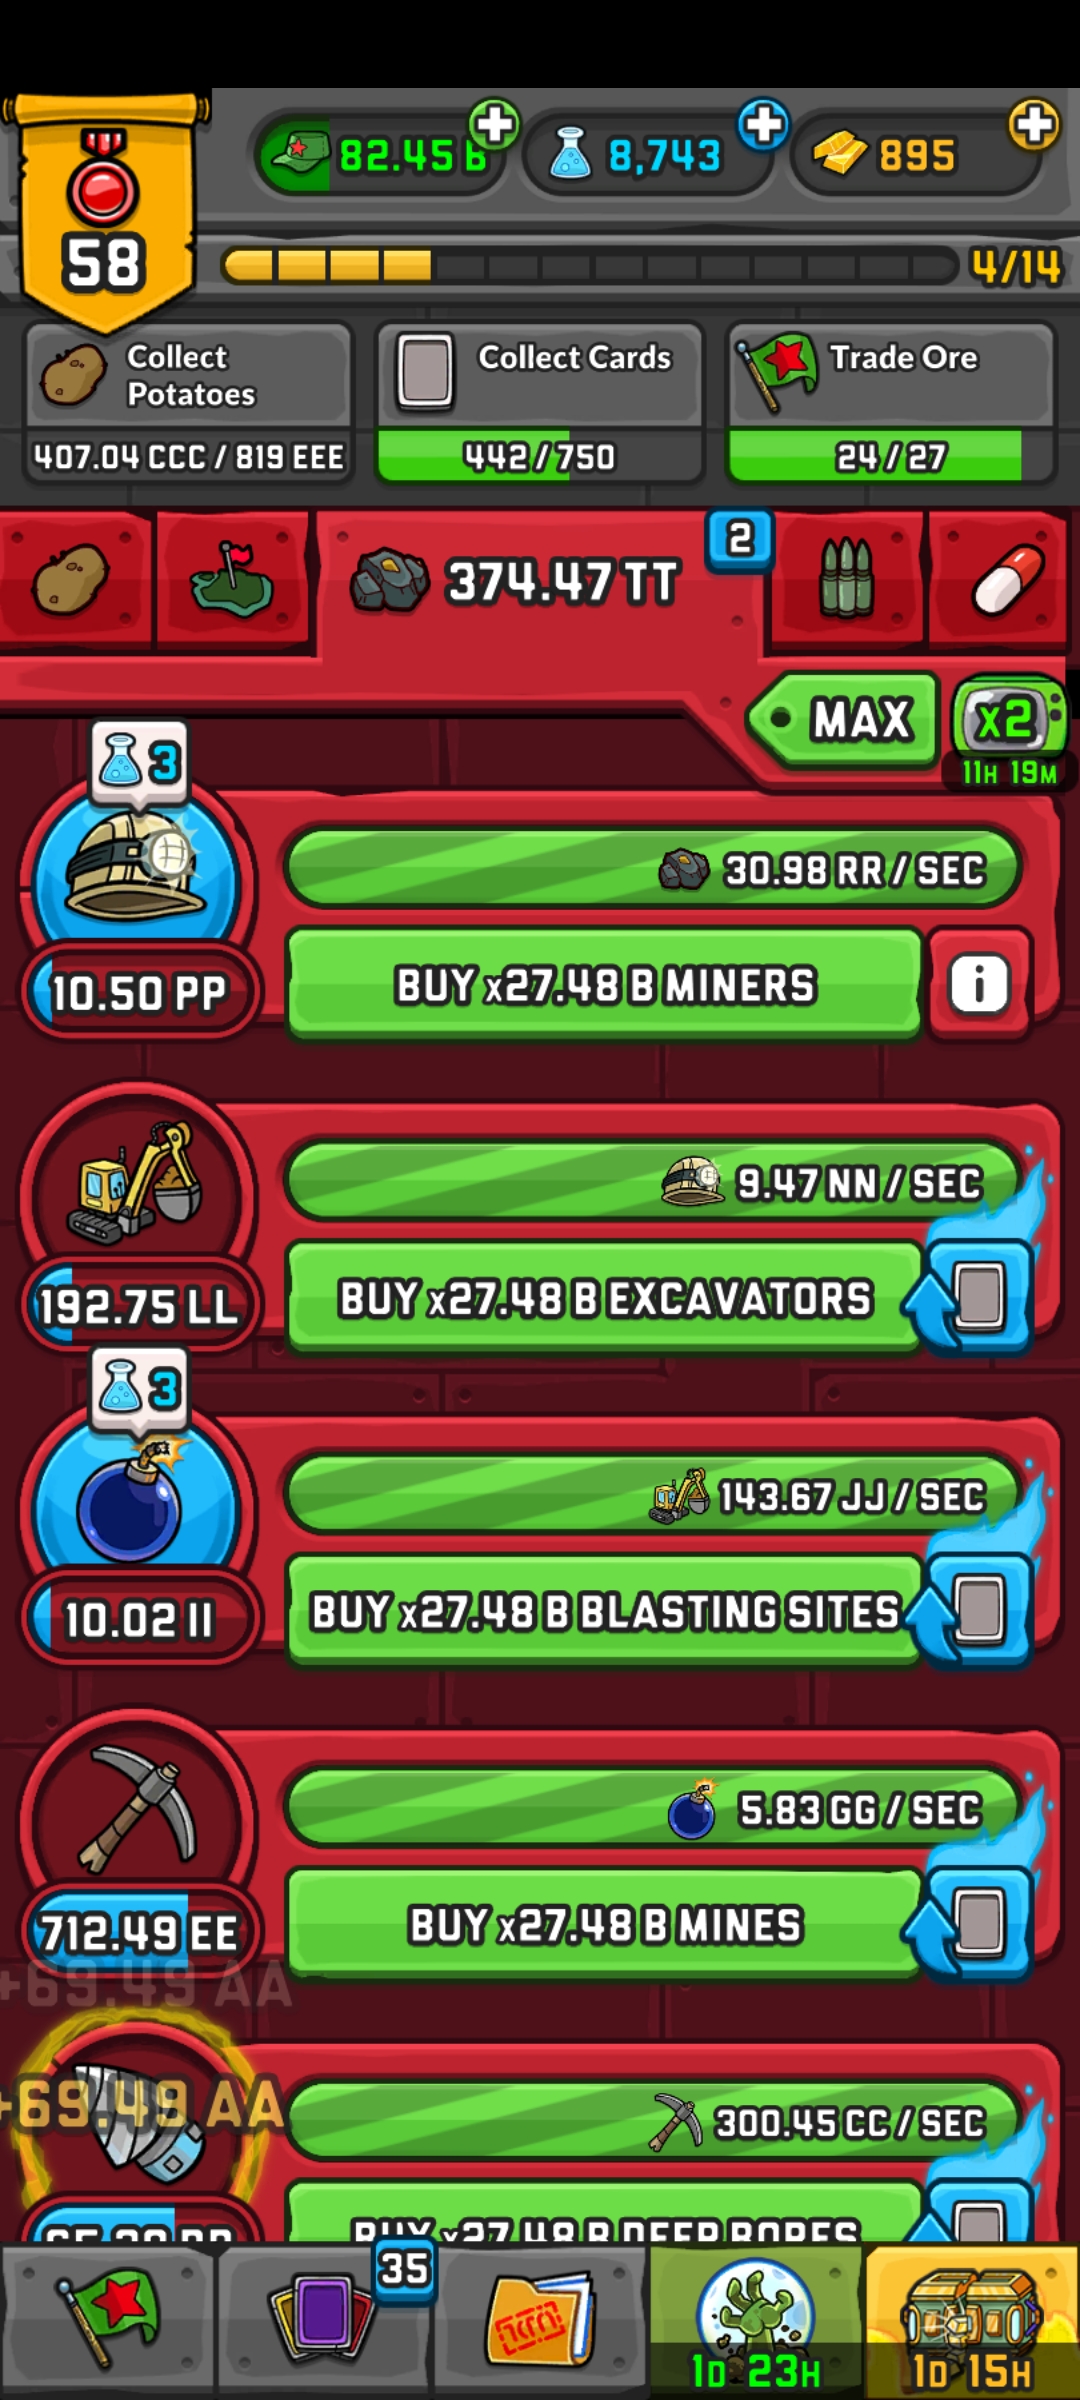 82.45 B
8,743
895
58
4/14
Collect
Potatoes
Collect Cards
Trade Ore
407.04 CCC / 819 EEE
442/750
24/27
374.47 TT
2
MAX
x2
11H 19M
3
30.98 RR / SEC
10.50 PP
BUY x27.48 B MINERS
i
9.47 NN / SEC
192.75 LL
BUY x27.48 B EXCAVATORS
3
143.67 JJ / SEC
10.02 II
BUY x27.48 B BLASTING SITES
5.83 GG / SEC
712.49 EE
BUY x27.48 B MINES
+69.49 AA
+69.49 AA
300.45 CC / SEC
BUY x27.48 B DEEP BORES
35
1D 23H
1D 15H